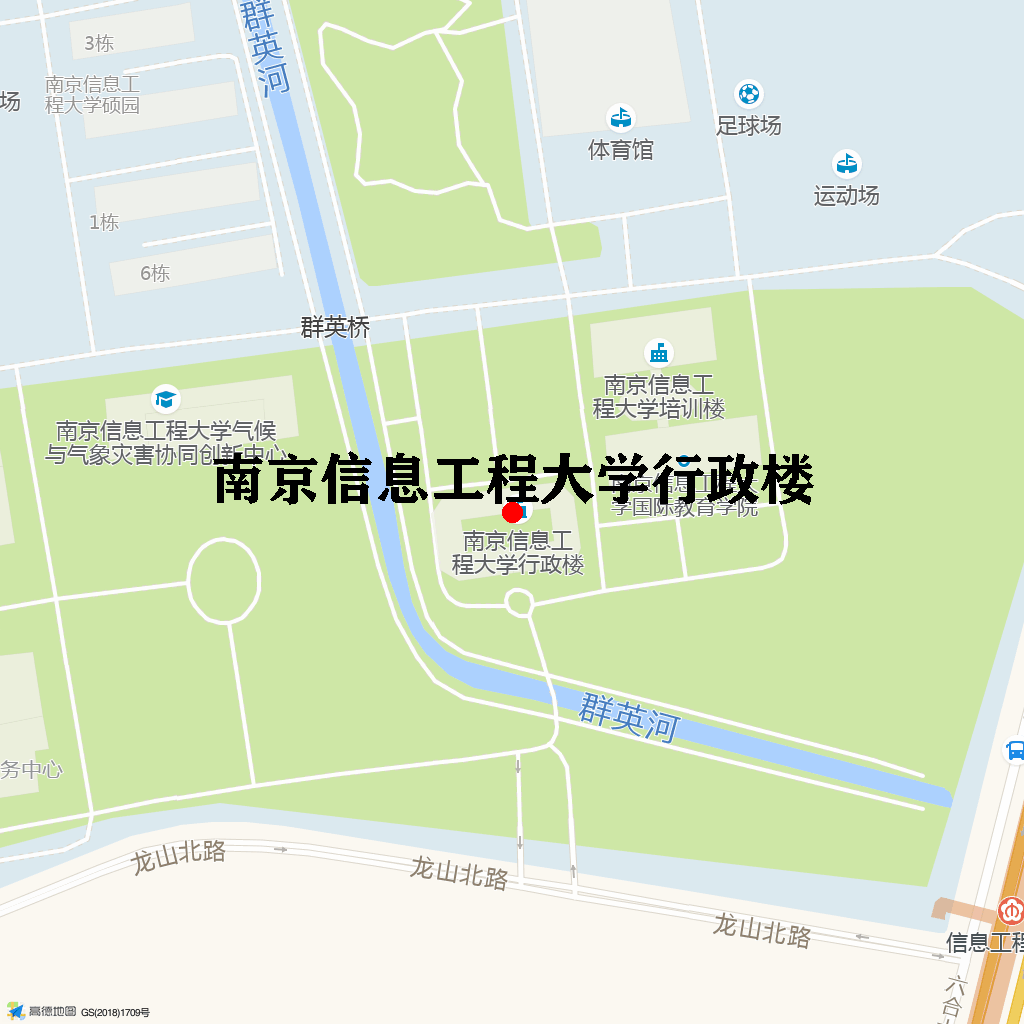 群英河
3栋
南京信息工
程大学硕园
场
体育馆
足球场
运动场
1栋
6栋
群英桥
南京信息工
程大学培训楼
南京信息工程大学气候
与气象灾害协同创新中心
南京信息工程大学行政楼
学国际教育学院
南京信息工
程大学行政楼
群英河
务中心
龙山北路
龙山北路
龙山北路
信息工程
六合
高德地图 GS(2018)1709号